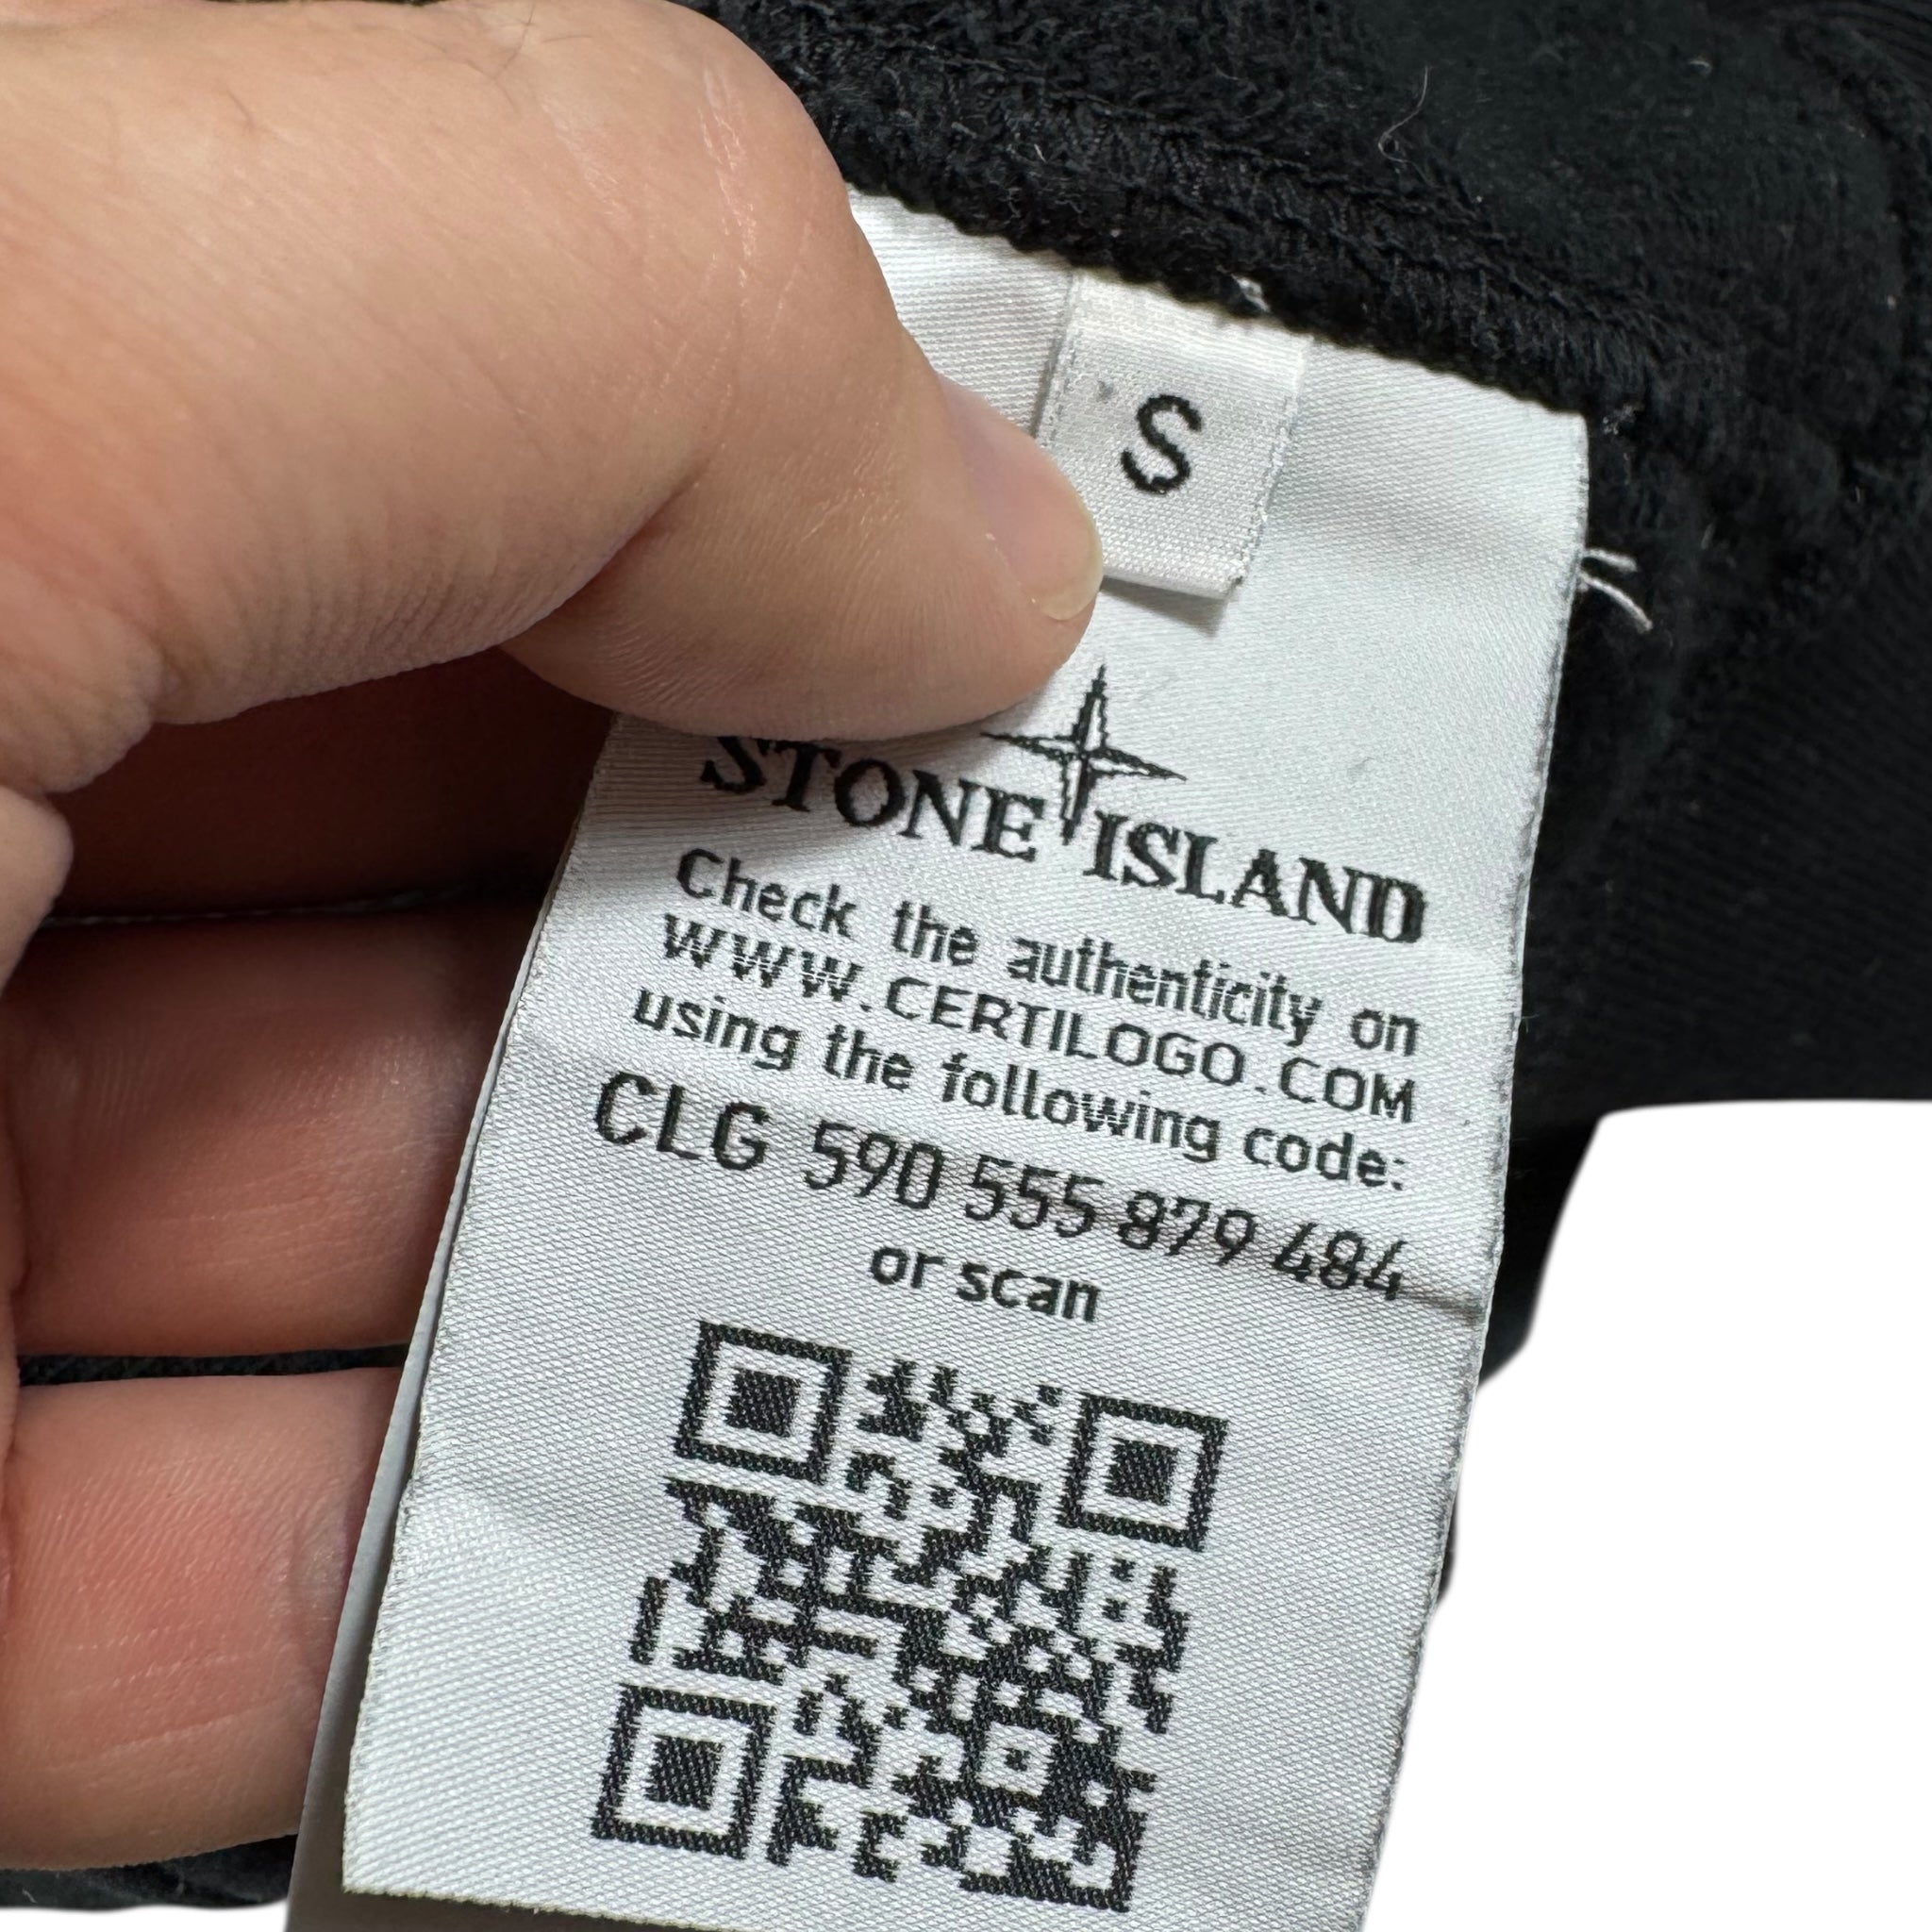 S
STONE ISLAND
Check the authenticity on
WWW.CERTILOGO.COM
using the following code:
CLG 590 555 879 484
or scan